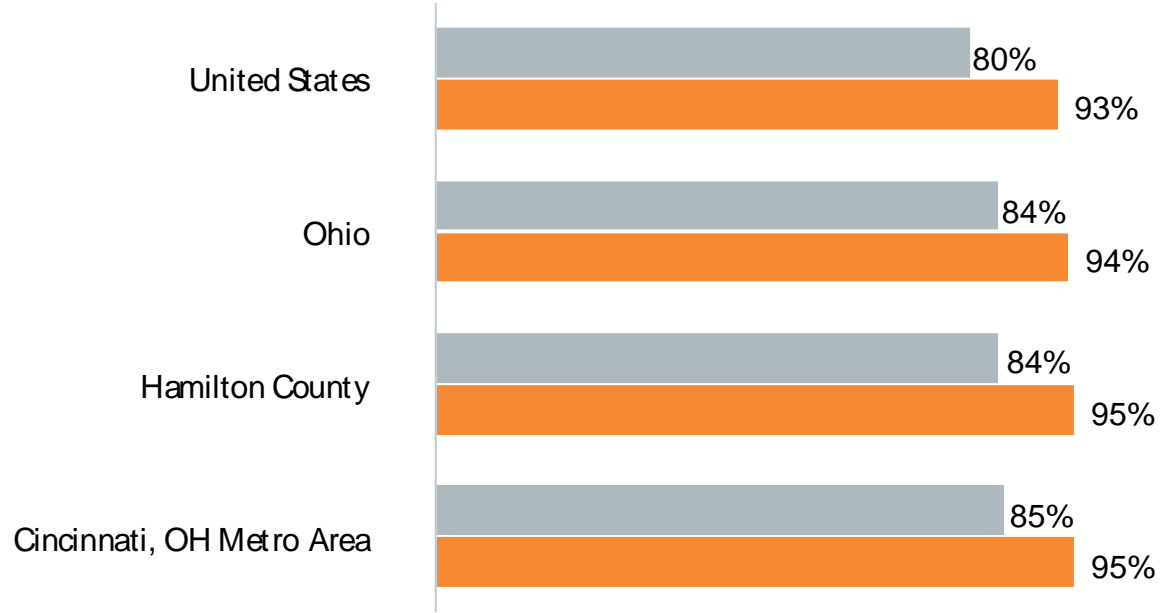 United States
80%
93%
Ohio
84%
94%
Hamilton County
84%
95%
Cincinnati, OH Metro Area
85%
95%